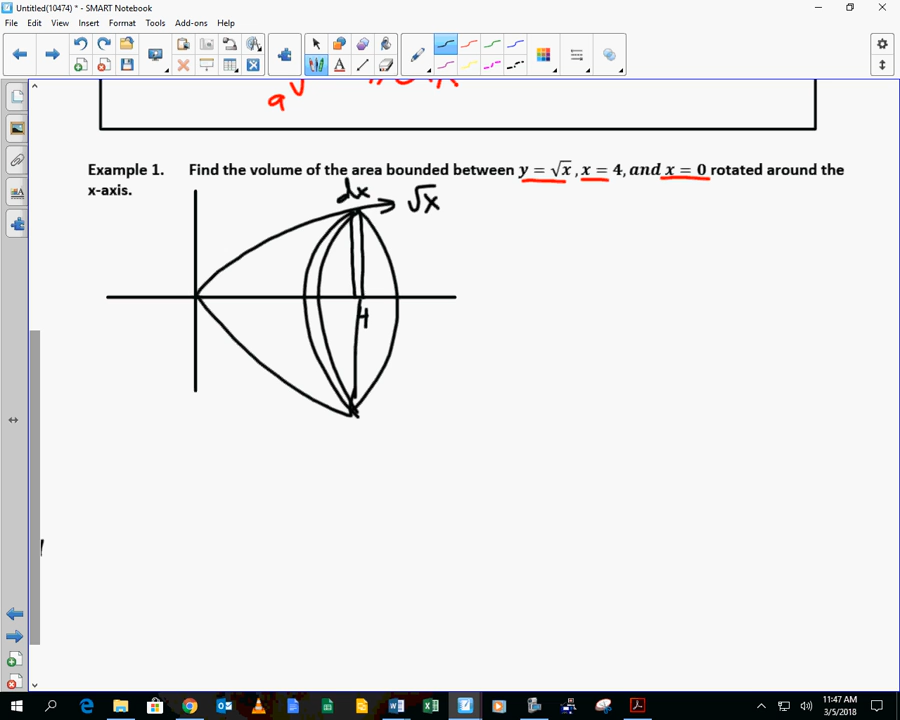 Untitled(10474) * - SMART Notebook
File Edit View Insert Format Tools Add-ons Help
Example 1. Find the volume of the area bounded between y = √x , x = 4, and x = 0 rotated around the
x-axis.
dx
√x
4
11:47 AM
3/5/2018